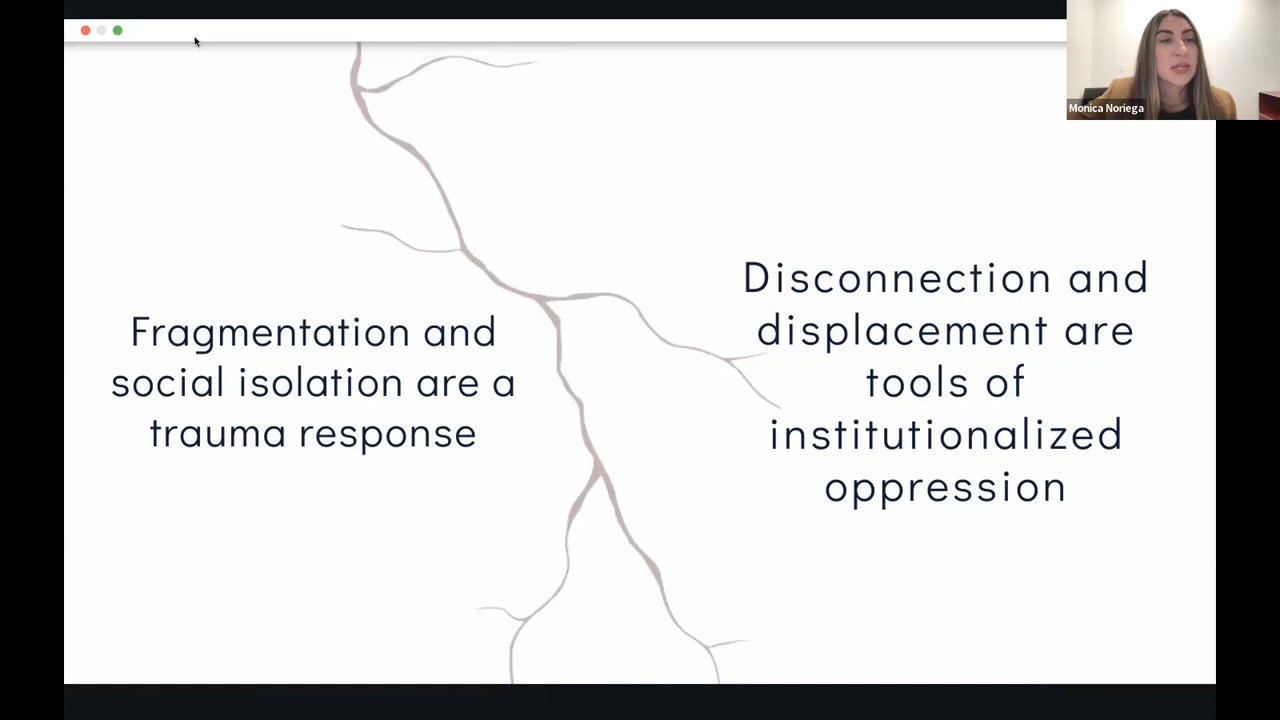 Monica Noriega
Fragmentation and
social isolation are a
trauma response
Disconnection and
displacement are
tools of
institutionalized
oppression